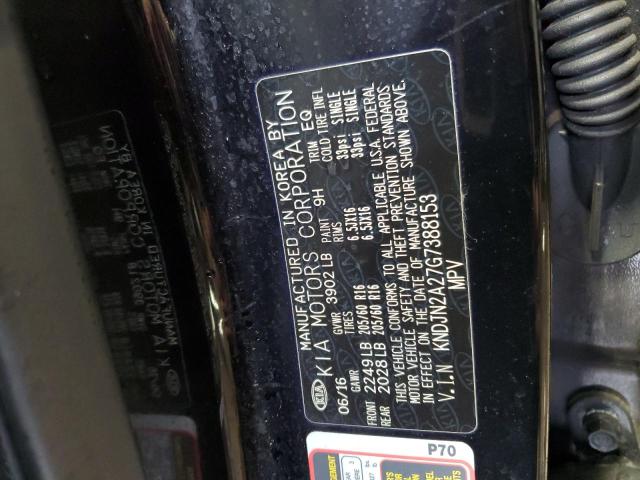 MANUFACTURED IN KOREA BY
KIA KIA MOTORS CORPORATION
06/16 GVWR 3902 LB PAINT 9H TRIM EQ
GAWR TIRES RIMS COLD TIRE INFL
FRONT 2249 LB 205/60 R16 6.5JX16 33psi SINGLE
REAR 2028 LB 205/60 R16 6.5JX16 33psi SINGLE
THIS VEHICLE CONFORMS TO ALL APPLICABLE U.S.A. FEDERAL
MOTOR VEHICLE SAFETY AND THEFT PREVENTION STANDARDS
IN EFFECT ON THE DATE OF MANUFACTURE SHOWN ABOVE.
V.I.N KNDJN2A27G7388153
MPV
P70